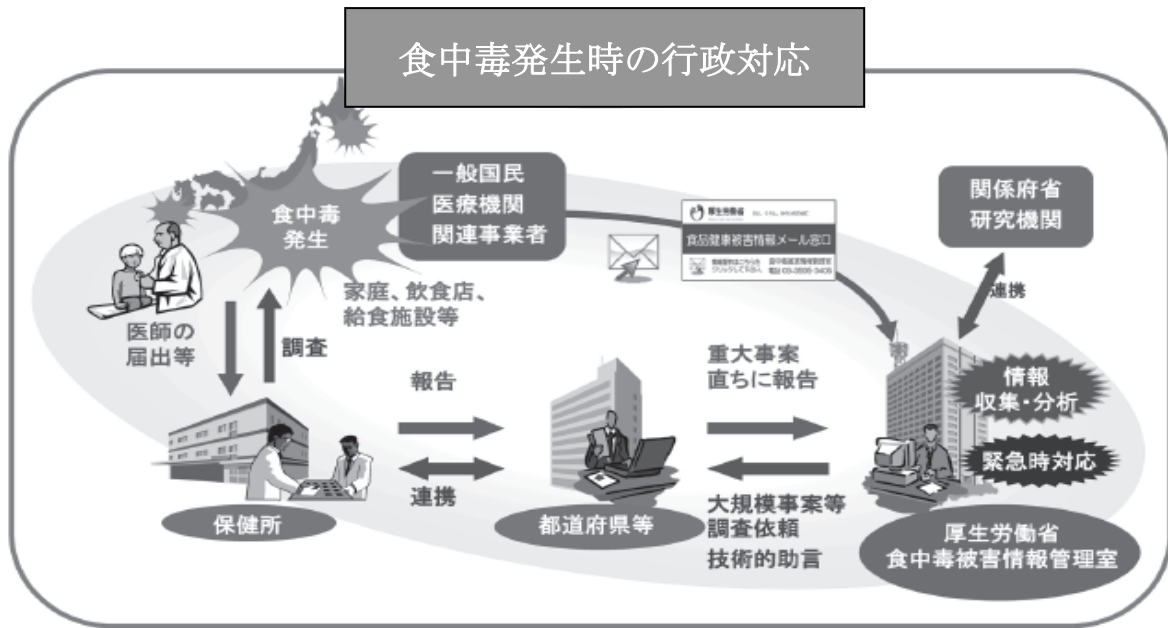 食中毒発生時の行政対応
食中毒
発生
一般国民
医療機関
関連事業者
厚生労働省
食品健康被害情報メール窓口
関係府省
研究機関
連携
家庭、飲食店、
給食施設等
医師の
届出等
調査
報告
連携
重大事案
直ちに報告
大規模事案等
調査依頼
技術的助言
情報
収集・分析
緊急時対応
保健所
都道府県等
厚生労働省
食中毒被害情報管理室